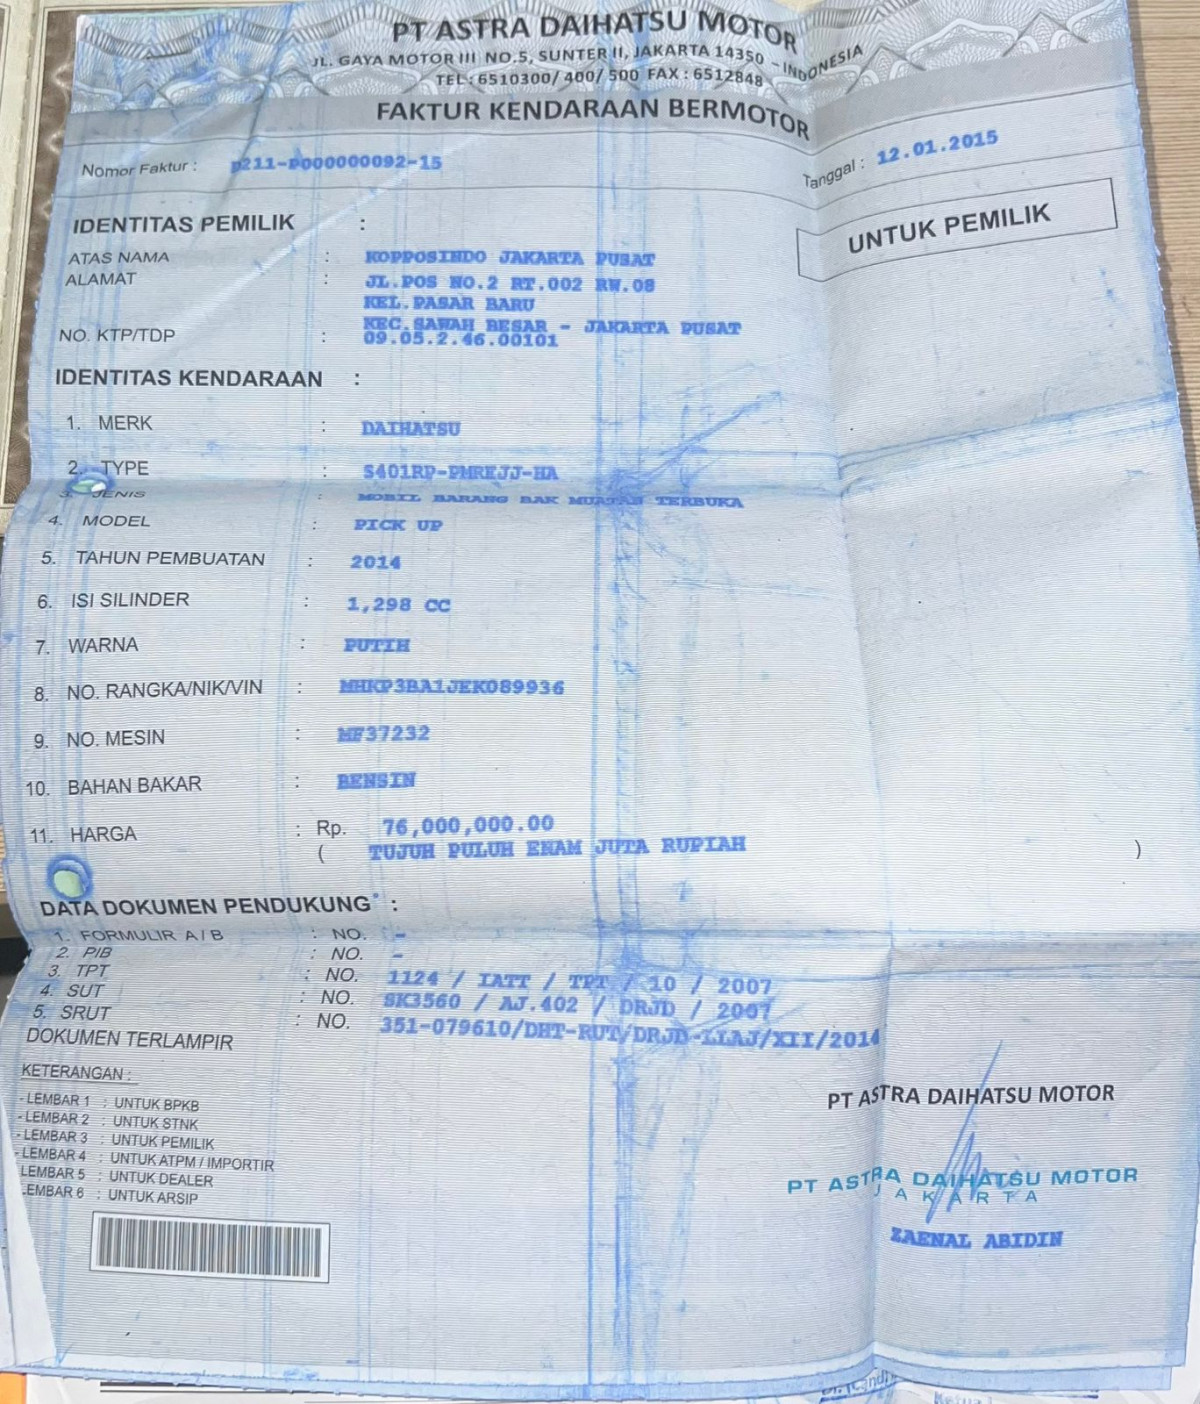 PT ASTRA DAIHATSU MOTOR
JL. GAYA MOTOR III NO.5, SUNTER II, JAKARTA 14350 - INDONESIA
TEL : 6510300/ 400/ 500 FAX : 6512848
FAKTUR KENDARAAN BERMOTOR
Nomor Faktur : P211-P000000092-15
Tanggal : 12.01.2015
UNTUK PEMILIK
IDENTITAS PEMILIK :
ATAS NAMA : KOPPOSINDO JAKARTA PUSAT
ALAMAT : JL.POS NO.2 RT.002 RW.08
KEL.PASAR BARU
KEC.SAWAH BESAR - JAKARTA PUSAT
NO. KTP/TDP : 09.05.2.46.00101
IDENTITAS KENDARAAN :
1. MERK : DAIHATSU
2. TYPE : S401RP-PMREJJ-HA
3. JENIS : MOBIL BARANG BAK MUATAN TERBUKA
4. MODEL : PICK UP
5. TAHUN PEMBUATAN : 2014
6. ISI SILINDER : 1,298 CC
7. WARNA : PUTIH
8. NO. RANGKA/NIK/VIN : MHKP3BA1JEK089936
9. NO. MESIN : MF37232
10. BAHAN BAKAR : BENSIN
11. HARGA : Rp. 76,000,000.00
( TUJUH PULUH ENAM JUTA RUPIAH )
DATA DOKUMEN PENDUKUNG* :
1. FORMULIR A / B : NO. -
2. PIB : NO. -
3. TPT : NO. 1124 / IATT / TPT / 10 / 2007
4. SUT : NO. SK3560 / AJ.402 / DRJD / 2007
5. SRUT : NO. 351-079610/DHT-RUT/DRJD-LLAJ/XII/2014
DOKUMEN TERLAMPIR
KETERANGAN :
- LEMBAR 1 : UNTUK BPKB
- LEMBAR 2 : UNTUK STNK
- LEMBAR 3 : UNTUK PEMILIK
- LEMBAR 4 : UNTUK ATPM / IMPORTIR
LEMBAR 5 : UNTUK DEALER
LEMBAR 6 : UNTUK ARSIP
PT ASTRA DAIHATSU MOTOR
PT ASTRA DAIHATSU MOTOR
JAKARTA
ZAENAL ABIDIN